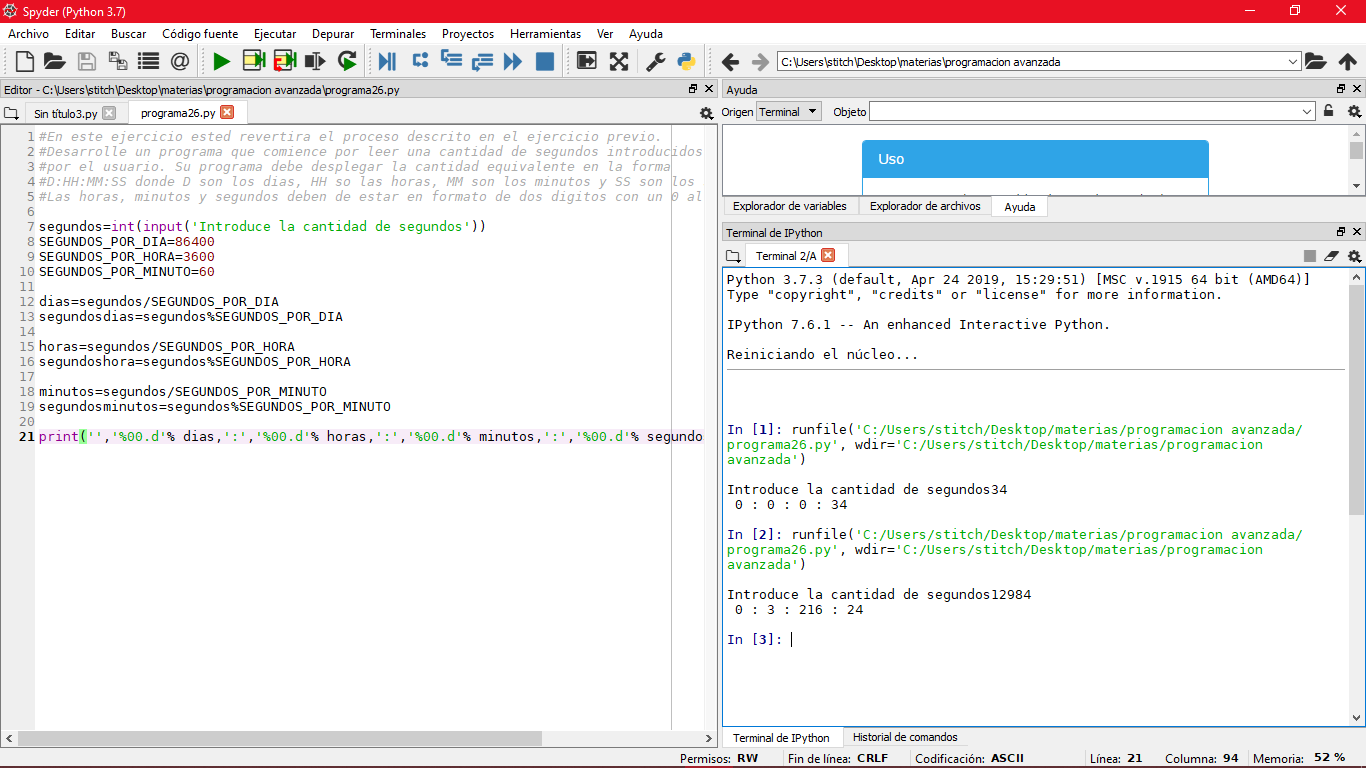 Spyder (Python 3.7)
Archivo Editar Buscar Código fuente Ejecutar Depurar Terminales Proyectos Herramientas Ver Ayuda
C:\Users\stitch\Desktop\materias\programacion avanzada
Editor - C:\Users\stitch\Desktop\materias\programacion avanzada\programa26.py
Sin título3.py programa26.py
1 #En este ejercicio ested revertira el proceso descrito en el ejercicio previo.
2 #Desarrolle un programa que comience por leer una cantidad de segundos introducidos
3 #por el usuario. Su programa debe desplegar la cantidad equivalente en la forma
4 #D:HH:MM:SS donde D son los dias, HH so las horas, MM son los minutos y SS son los
5 #Las horas, minutos y segundos deben de estar en formato de dos digitos con un 0 al
6
7 segundos=int(input('Introduce la cantidad de segundos'))
8 SEGUNDOS_POR_DIA=86400
9 SEGUNDOS_POR_HORA=3600
10 SEGUNDOS_POR_MINUTO=60
11
12 dias=segundos/SEGUNDOS_POR_DIA
13 segundosdias=segundos%SEGUNDOS_POR_DIA
14
15 horas=segundos/SEGUNDOS_POR_HORA
16 segundoshora=segundos%SEGUNDOS_POR_HORA
17
18 minutos=segundos/SEGUNDOS_POR_MINUTO
19 segundosminutos=segundos%SEGUNDOS_POR_MINUTO
20
21 print('','%00.d'% dias,':','%00.d'% horas,':','%00.d'% minutos,':','%00.d'% segundo
Ayuda
Origen Terminal Objeto
Uso
Explorador de variables Explorador de archivos Ayuda
Terminal de IPython
Terminal 2/A
Python 3.7.3 (default, Apr 24 2019, 15:29:51) [MSC v.1915 64 bit (AMD64)]
Type "copyright", "credits" or "license" for more information.
IPython 7.6.1 -- An enhanced Interactive Python.
Reiniciando el núcleo...
In [1]: runfile('C:/Users/stitch/Desktop/materias/programacion avanzada/
programa26.py', wdir='C:/Users/stitch/Desktop/materias/programacion
avanzada')
Introduce la cantidad de segundos34
0 : 0 : 0 : 34
In [2]: runfile('C:/Users/stitch/Desktop/materias/programacion avanzada/
programa26.py', wdir='C:/Users/stitch/Desktop/materias/programacion
avanzada')
Introduce la cantidad de segundos12984
0 : 3 : 216 : 24
In [3]:
Terminal de IPython Historial de comandos
Permisos: RW Fin de línea: CRLF Codificación: ASCII Línea: 21 Columna: 94 Memoria: 52 %